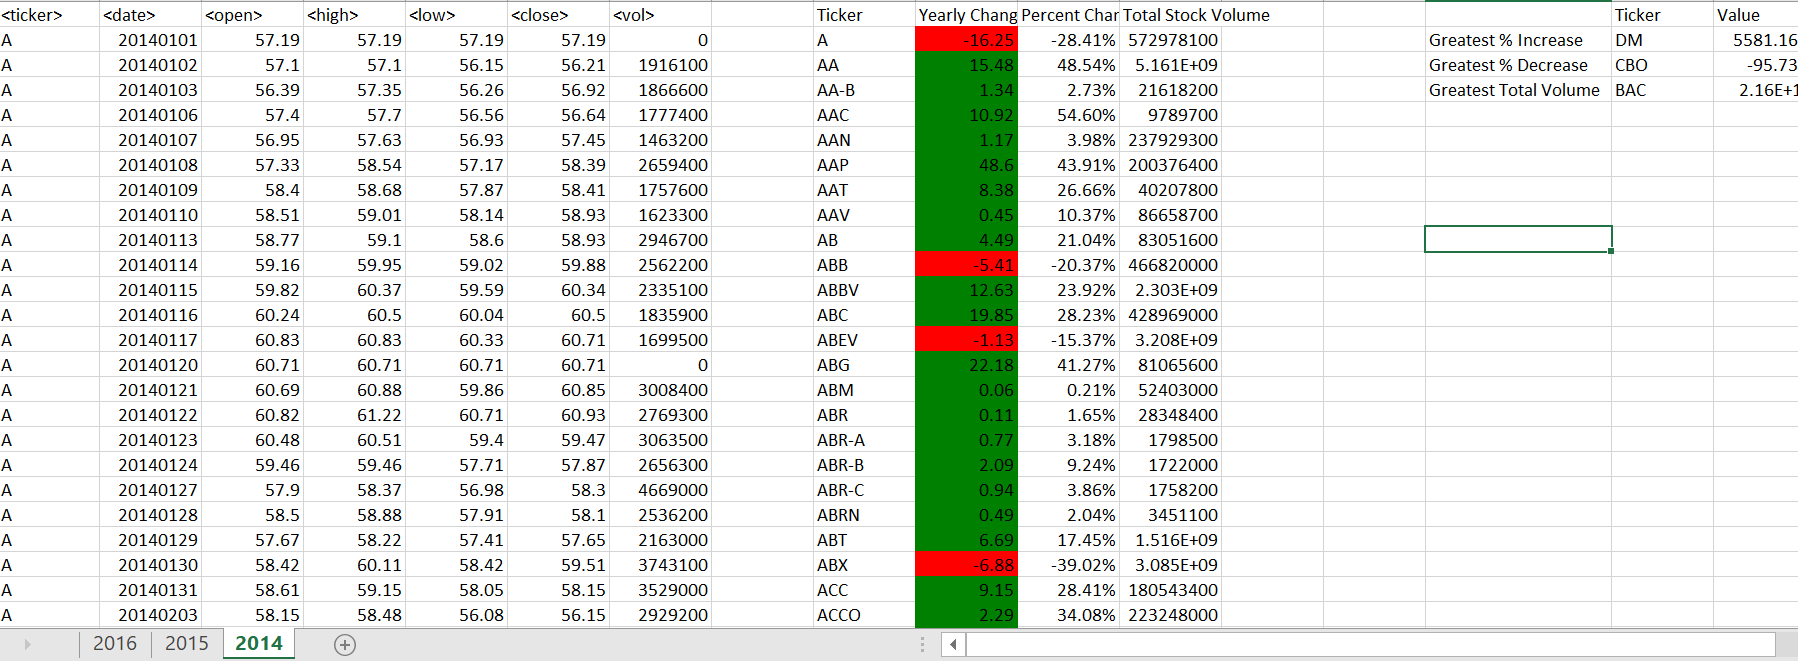 <ticker> <date> <open> <high> <low> <close> <vol> Ticker Yearly Chang Percent Char Total Stock Volume Ticker Value
A 20140101 57.19 57.19 57.19 57.19 0 A -16.25 -28.41% 572978100 Greatest % Increase DM 5581.16
A 20140102 57.1 57.1 56.15 56.21 1916100 AA 15.48 48.54% 5.161E+09 Greatest % Decrease CBO -95.73
A 20140103 56.39 57.35 56.26 56.92 1866600 AA-B 1.34 2.73% 21618200 Greatest Total Volume BAC 2.16E+1
A 20140106 57.4 57.7 56.56 56.64 1777400 AAC 10.92 54.60% 9789700
A 20140107 56.95 57.63 56.93 57.45 1463200 AAN 1.17 3.98% 237929300
A 20140108 57.33 58.54 57.17 58.39 2659400 AAP 48.6 43.91% 200376400
A 20140109 58.4 58.68 57.87 58.41 1757600 AAT 8.38 26.66% 40207800
A 20140110 58.51 59.01 58.14 58.93 1623300 AAV 0.45 10.37% 86658700
A 20140113 58.77 59.1 58.6 58.93 2946700 AB 4.49 21.04% 83051600
A 20140114 59.16 59.95 59.02 59.88 2562200 ABB -5.41 -20.37% 466820000
A 20140115 59.82 60.37 59.59 60.34 2335100 ABBV 12.63 23.92% 2.303E+09
A 20140116 60.24 60.5 60.04 60.5 1835900 ABC 19.85 28.23% 428969000
A 20140117 60.83 60.83 60.33 60.71 1699500 ABEV -1.13 -15.37% 3.208E+09
A 20140120 60.71 60.71 60.71 60.71 0 ABG 22.18 41.27% 81065600
A 20140121 60.69 60.88 59.86 60.85 3008400 ABM 0.06 0.21% 52403000
A 20140122 60.82 61.22 60.71 60.93 2769300 ABR 0.11 1.65% 28348400
A 20140123 60.48 60.51 59.4 59.47 3063500 ABR-A 0.77 3.18% 1798500
A 20140124 59.46 59.46 57.71 57.87 2656300 ABR-B 2.09 9.24% 1722000
A 20140127 57.9 58.37 56.98 58.3 4669000 ABR-C 0.94 3.86% 1758200
A 20140128 58.5 58.88 57.91 58.1 2536200 ABRN 0.49 2.04% 3451100
A 20140129 57.67 58.22 57.41 57.65 2163000 ABT 6.69 17.45% 1.516E+09
A 20140130 58.42 60.11 58.42 59.51 3743100 ABX -6.88 -39.02% 3.085E+09
A 20140131 58.61 59.15 58.05 58.15 3529000 ACC 9.15 28.41% 180543400
A 20140203 58.15 58.48 56.08 56.15 2929200 ACCO 2.29 34.08% 223248000
2016 2015 2014